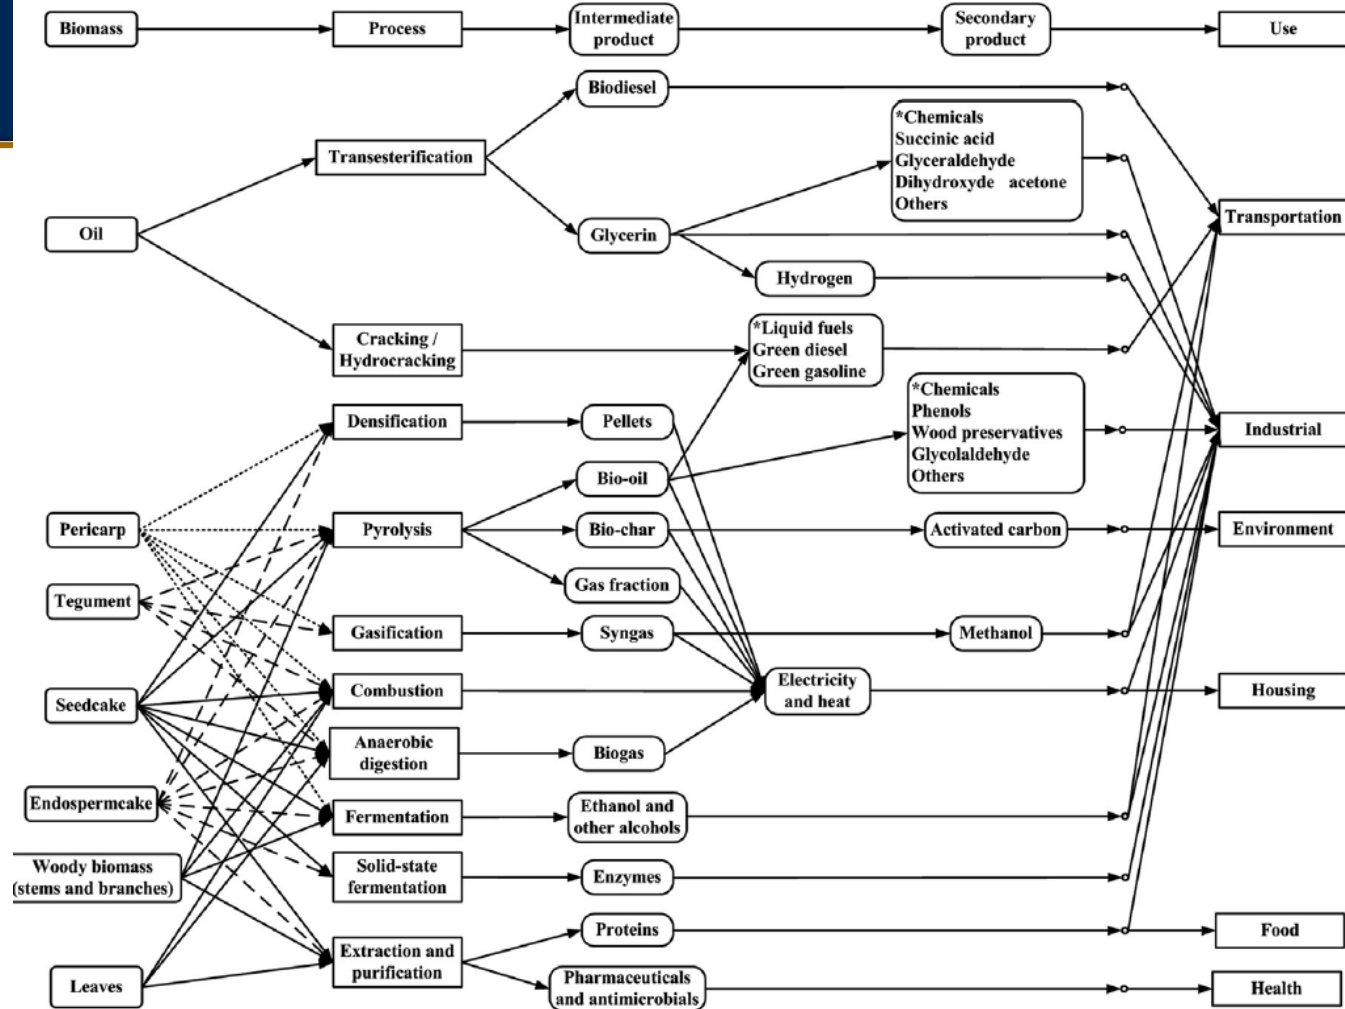 Biomass
Process
Intermediate
product
Secondary
product
Use
Biodiesel
*Chemicals
Succinic acid
Glyceraldehyde
Dihydroxyde acetone
Others
Transesterification
Oil
Glycerin
Transportation
Hydrogen
Cracking /
Hydrocracking
*Liquid fuels
Green diesel
Green gasoline
*Chemicals
Phenols
Wood preservatives
Glycolaldehyde
Others
Densification
Pellets
Industrial
Bio-oil
Pericarp
Pyrolysis
Bio-char
Activated carbon
Environment
Gas fraction
Tegument
Gasification
Syngas
Methanol
Seedcake
Combustion
Electricity
and heat
Housing
Anaerobic
digestion
Biogas
Endospermcake
Fermentation
Ethanol and
other alcohols
Woody biomass
(stems and branches)
Solid-state
fermentation
Enzymes
Proteins
Food
Extraction and
purification
Leaves
Pharmaceuticals
and antimicrobials
Health